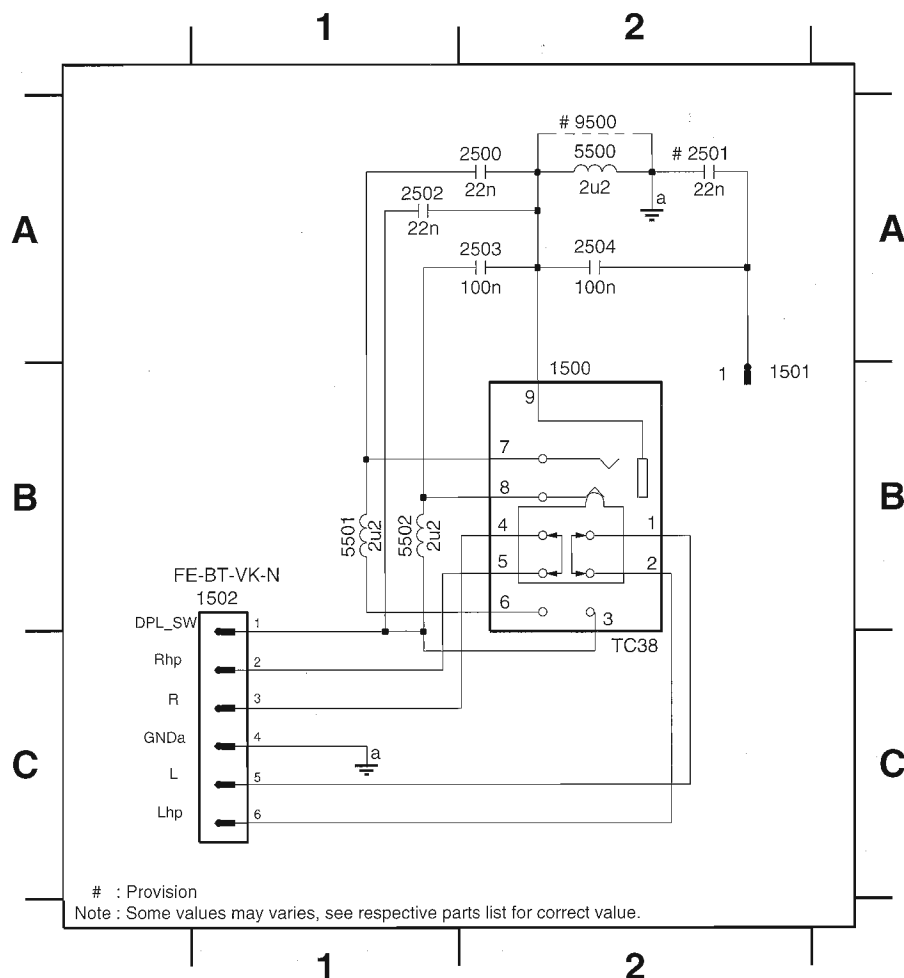 1 2
# 9500
2500 5500 # 2501
22n 2u2 22n
2502
22n
a
A A
2503 2504
100n 100n
1500
1 1501
9
7
8
B B
4 1
5501 2u2 5502 2u2
5 2
FE-BT-VK-N
1502
6 3
DPL_SW 1
TC38
Rhp 2
R 3
GNDa 4
a
C C
L 5
Lhp 6
# : Provision
Note : Some values may varies, see respective parts list for correct value.
1 2